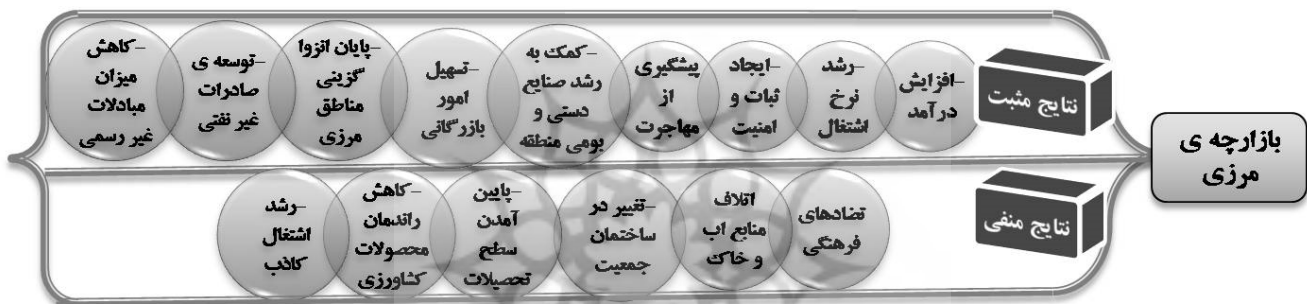 بازارچه ی
مرزی
نتایج مثبت
–افزایش
درآمد
–رشد
نرخ
اشتغال
–ایجاد
ثبات و
امنیت
پیشگیری
از
مهاجرت
–کمک به
رشد صنایع
دستی و
بومی منطقه
–تسهیل
امور
بازرگانی
–پایان انزوا
گزینی
مناطق
مرزی
–توسعه ی
صادرات
غیر نفتی
–کاهش
میزان
مبادلات
غیر رسمی
نتایج منفی
تضادهای
فرهنگی
اتلاف
منابع اب
و خاک
–تغییر در
ساختمان
جمعیت
–پایین
آمدن
سطح
تحصیلات
–کاهش
راندمان
محصولات
کشاورزی
–رشد
اشتغال
کاذب